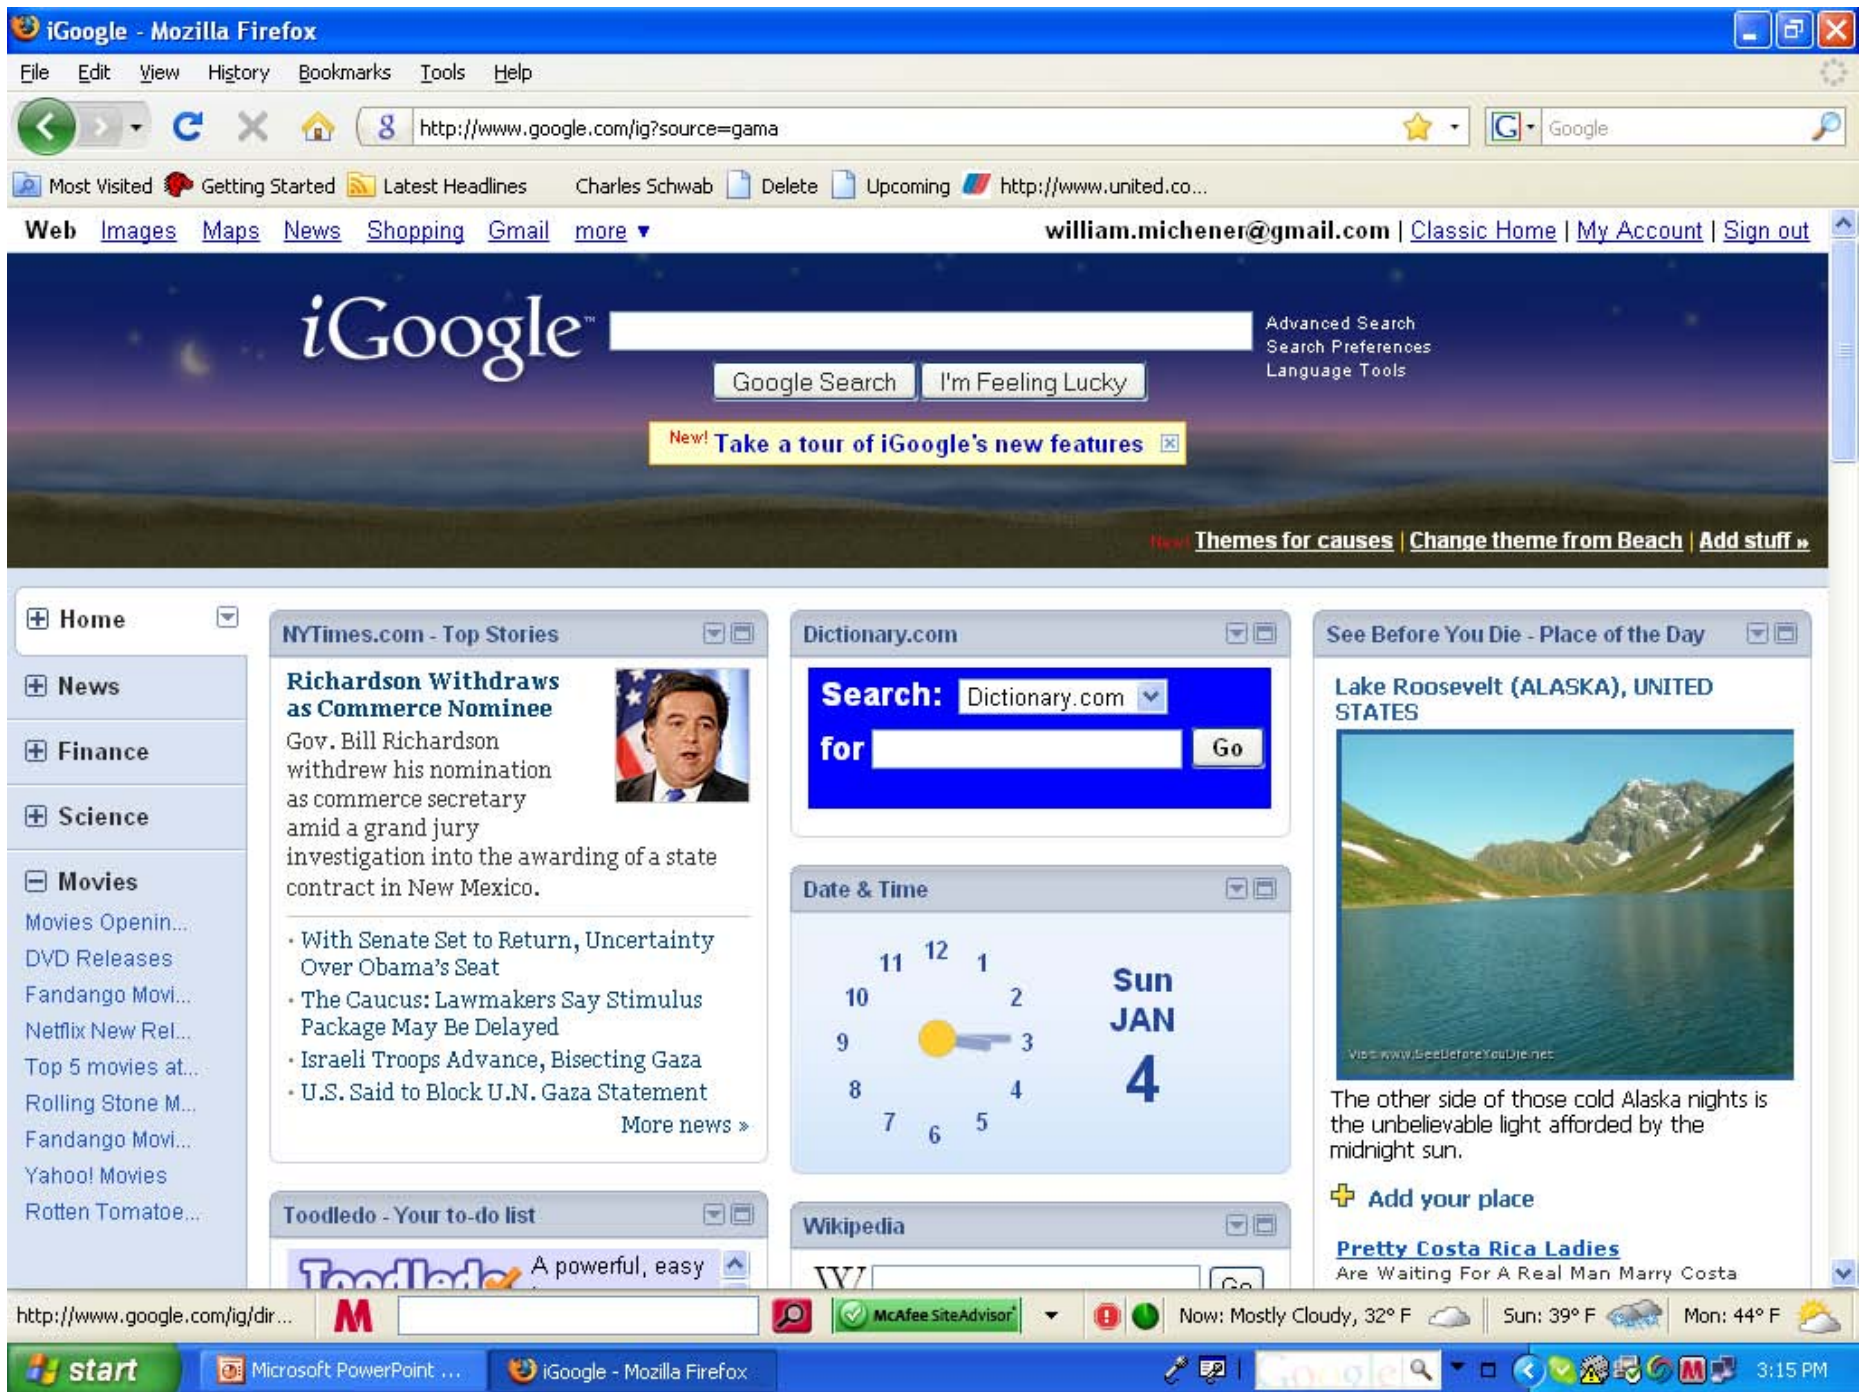 iGoogle - Mozilla Firefox
File Edit View History Bookmarks Tools Help
http://www.google.com/ig?source=gama
Google
Most Visited Getting Started Latest Headlines Charles Schwab Delete Upcoming http://www.united.co...
Web Images Maps News Shopping Gmail more ▼
william.michener@gmail.com | Classic Home | My Account | Sign out
iGoogle™
Advanced Search
Search Preferences
Language Tools
Google Search I'm Feeling Lucky
New! Take a tour of iGoogle's new features
New! Themes for causes | Change theme from Beach | Add stuff »
Home
News
Finance
Science
Movies
Movies Openin...
DVD Releases
Fandango Movi...
Netflix New Rel...
Top 5 movies at...
Rolling Stone M...
Fandango Movi...
Yahoo! Movies
Rotten Tomatoe...
NYTimes.com - Top Stories
Richardson Withdraws
as Commerce Nominee
Gov. Bill Richardson
withdrew his nomination
as commerce secretary
amid a grand jury
investigation into the awarding of a state
contract in New Mexico.
· With Senate Set to Return, Uncertainty
Over Obama's Seat
· The Caucus: Lawmakers Say Stimulus
Package May Be Delayed
· Israeli Troops Advance, Bisecting Gaza
· U.S. Said to Block U.N. Gaza Statement
More news »
Toodledo - Your to-do list
Toodledo
A powerful, easy
Dictionary.com
Search: Dictionary.com
for Go
Date & Time
12
11 1
10 2
9 3
8 4
7 5
6
Sun
JAN
4
Wikipedia
W Go
See Before You Die - Place of the Day
Lake Roosevelt (ALASKA), UNITED
STATES
Visit www.SeeBeforeYouDie.net
The other side of those cold Alaska nights is
the unbelievable light afforded by the
midnight sun.
Add your place
Pretty Costa Rica Ladies
Are Waiting For A Real Man Marry Costa
http://www.google.com/ig/dir... M McAfee SiteAdvisor Now: Mostly Cloudy, 32° F Sun: 39° F Mon: 44° F
start Microsoft PowerPoint ... iGoogle - Mozilla Firefox Google 3:15 PM